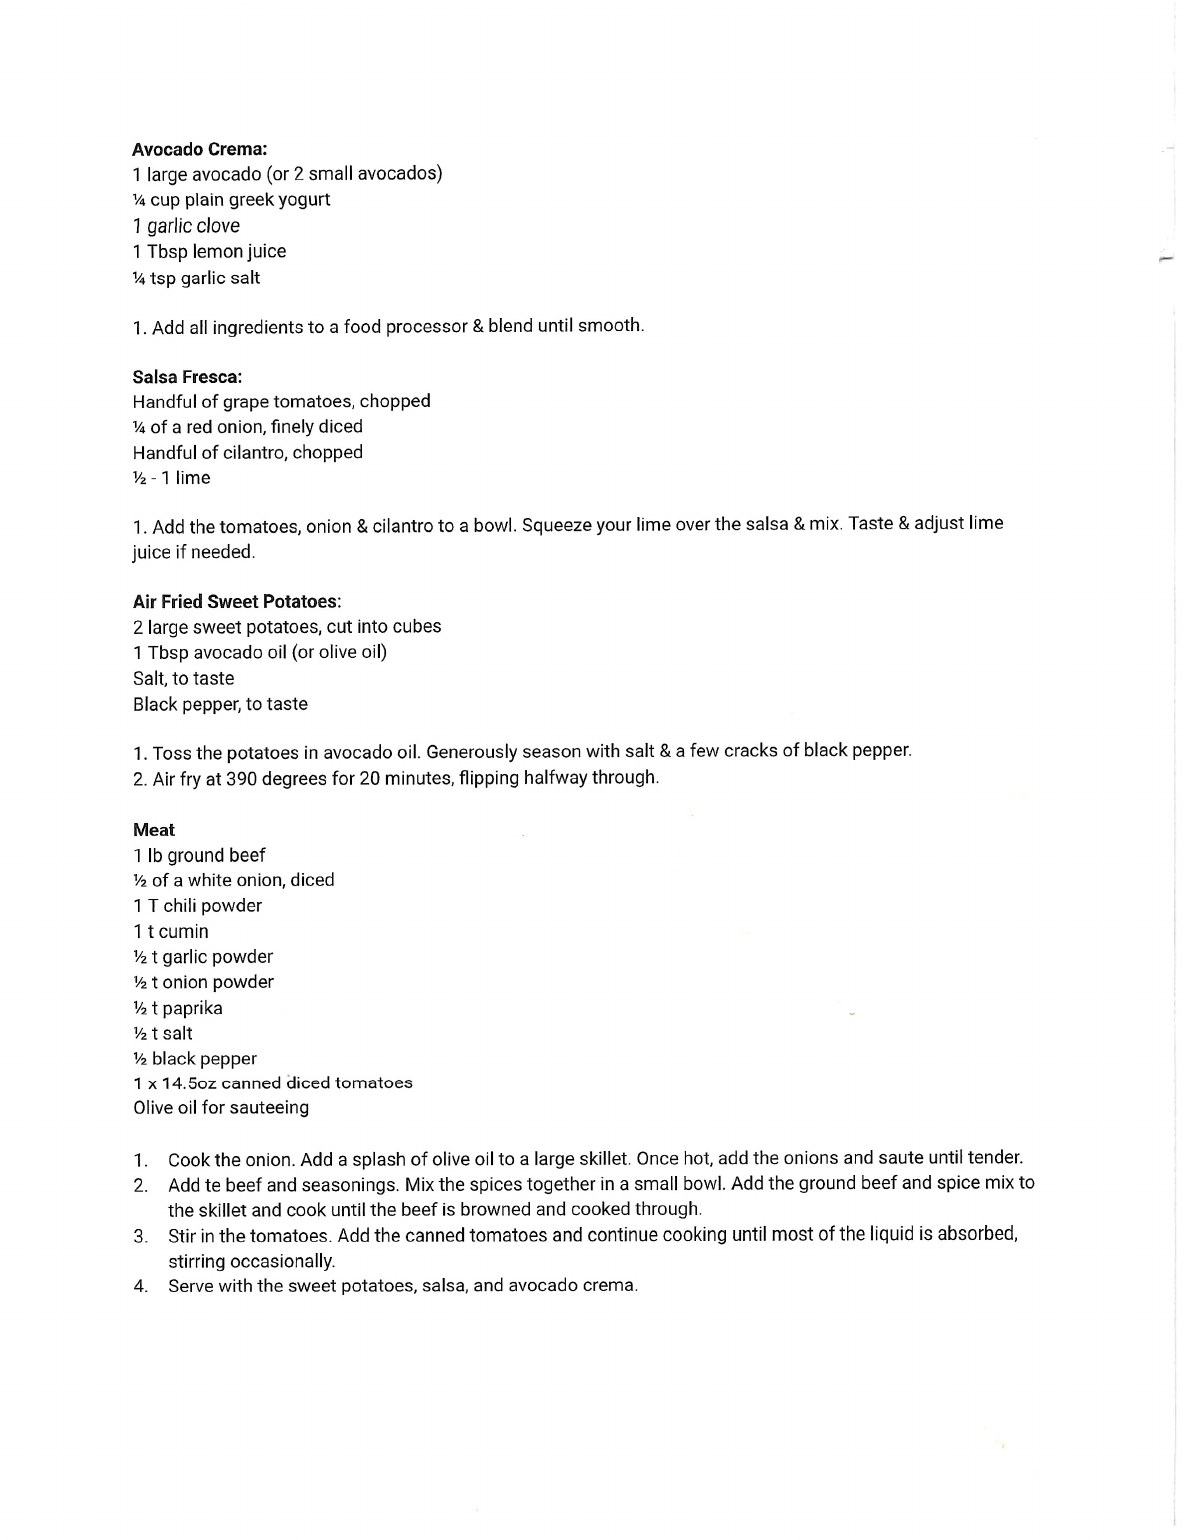 Avocado Crema:
1 large avocado (or 2 small avocados)
¼ cup plain greek yogurt
1 garlic clove
1 Tbsp lemon juice
¼ tsp garlic salt
1. Add all ingredients to a food processor & blend until smooth.
Salsa Fresca:
Handful of grape tomatoes, chopped
¼ of a red onion, finely diced
Handful of cilantro, chopped
½ - 1 lime
1. Add the tomatoes, onion & cilantro to a bowl. Squeeze your lime over the salsa & mix. Taste & adjust lime
juice if needed.
Air Fried Sweet Potatoes:
2 large sweet potatoes, cut into cubes
1 Tbsp avocado oil (or olive oil)
Salt, to taste
Black pepper, to taste
1. Toss the potatoes in avocado oil. Generously season with salt & a few cracks of black pepper.
2. Air fry at 390 degrees for 20 minutes, flipping halfway through.
Meat
1 lb ground beef
½ of a white onion, diced
1 T chili powder
1 t cumin
½ t garlic powder
½ t onion powder
½ t paprika
½ t salt
½ black pepper
1 x 14.5oz canned diced tomatoes
Olive oil for sauteeing
1. Cook the onion. Add a splash of olive oil to a large skillet. Once hot, add the onions and saute until tender.
2. Add te beef and seasonings. Mix the spices together in a small bowl. Add the ground beef and spice mix to
the skillet and cook until the beef is browned and cooked through.
3. Stir in the tomatoes. Add the canned tomatoes and continue cooking until most of the liquid is absorbed,
stirring occasionally.
4. Serve with the sweet potatoes, salsa, and avocado crema.